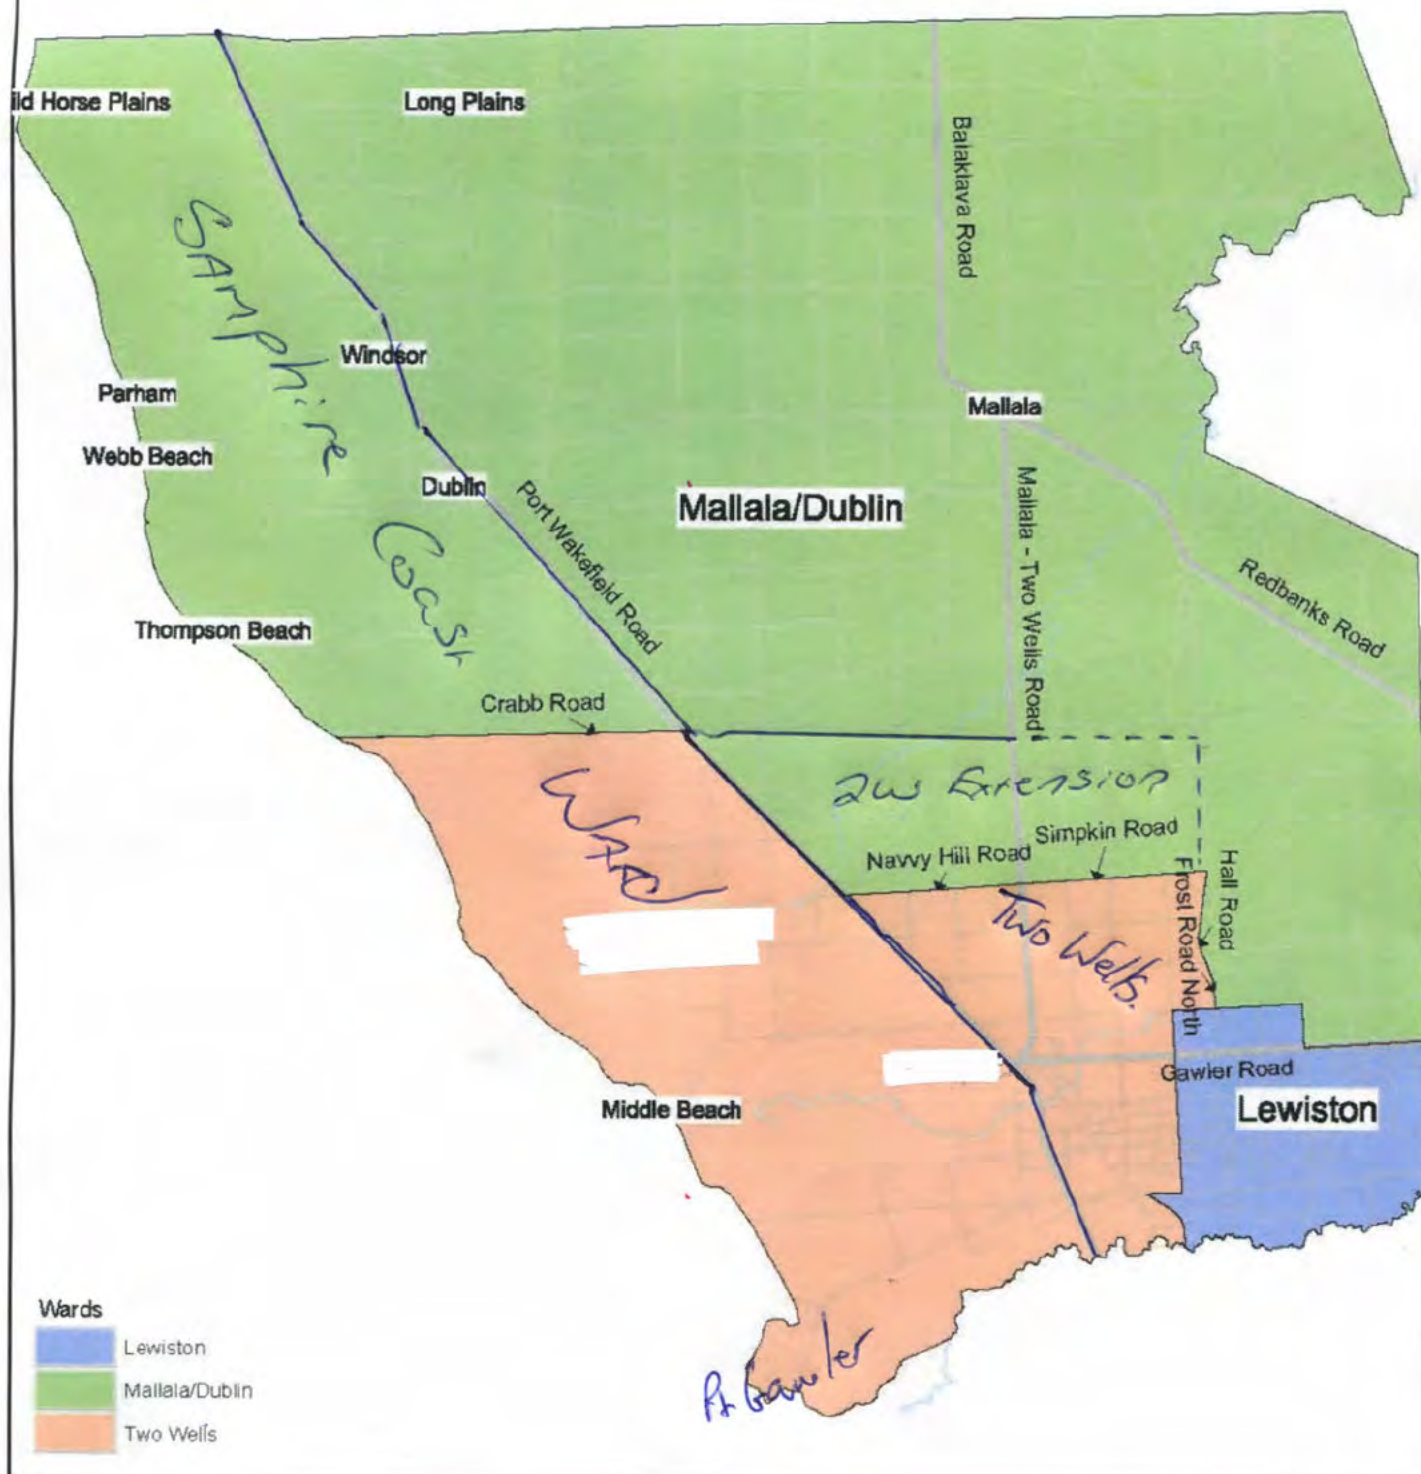 ild Horse Plains
Long Plains
Balaklava Road
SAMphire
Windsor
Parham
Mallala
Webb Beach
Dublin
Port Wakefield Road
Mallala/Dublin
Mallala - Two Wells Road
Coast
Redbanks Road
Thompson Beach
Crabb Road
WARD
2W Extension
Simpkin Road
Navvy Hill Road
Hall Road
Frost Road North
Two Wells.
Gawler Road
Middle Beach
Lewiston
Pt Gawler
Wards
Lewiston
Mallala/Dublin
Two Wells